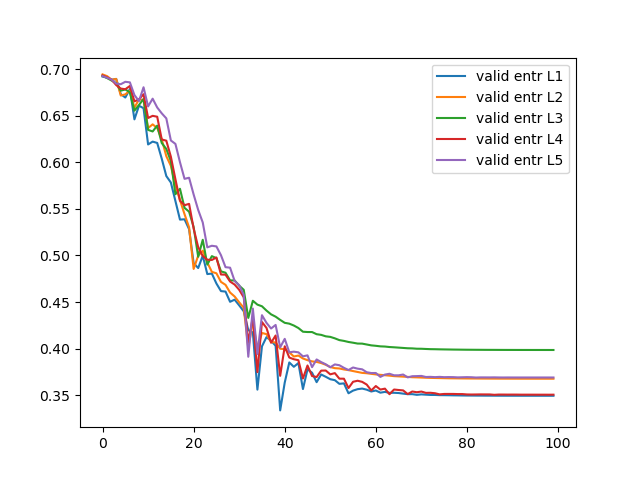 0.70
0.65
0.60
0.55
0.50
0.45
0.40
0.35
0
20
40
60
80
100
valid entr L1
valid entr L2
valid entr L3
valid entr L4
valid entr L5